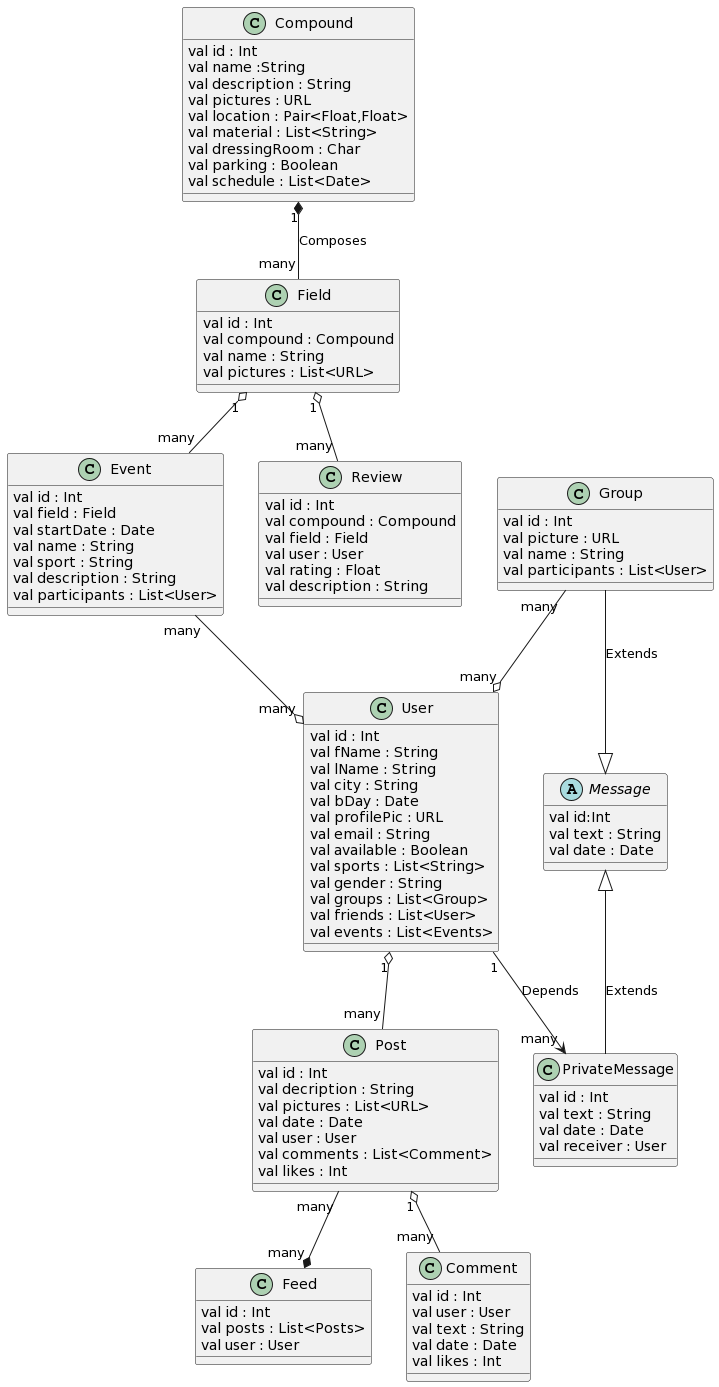 C Compound
val id : Int
val name :String
val description : String
val pictures : URL
val location : Pair<Float,Float>
val material : List<String>
val dressingRoom : Char
val parking : Boolean
val schedule : List<Date>
1
Composes
many
C Field
val id : Int
val compound : Compound
val name : String
val pictures : List<URL>
1
1
many
many
C Event
val id : Int
val field : Field
val startDate : Date
val name : String
val sport : String
val description : String
val participants : List<User>
C Review
val id : Int
val compound : Compound
val field : Field
val user : User
val rating : Float
val description : String
C Group
val id : Int
val picture : URL
val name : String
val participants : List<User>
many
many
many
many
Extends
C User
val id : Int
val fName : String
val lName : String
val city : String
val bDay : Date
val profilePic : URL
val email : String
val available : Boolean
val sports : List<String>
val gender : String
val groups : List<Group>
val friends : List<User>
val events : List<Events>
A Message
val id:Int
val text : String
val date : Date
1
many
1
Depends
many
Extends
C Post
val id : Int
val decription : String
val pictures : List<URL>
val date : Date
val user : User
val comments : List<Comment>
val likes : Int
C PrivateMessage
val id : Int
val text : String
val date : Date
val receiver : User
many
many
1
many
C Feed
val id : Int
val posts : List<Posts>
val user : User
C Comment
val id : Int
val user : User
val text : String
val date : Date
val likes : Int